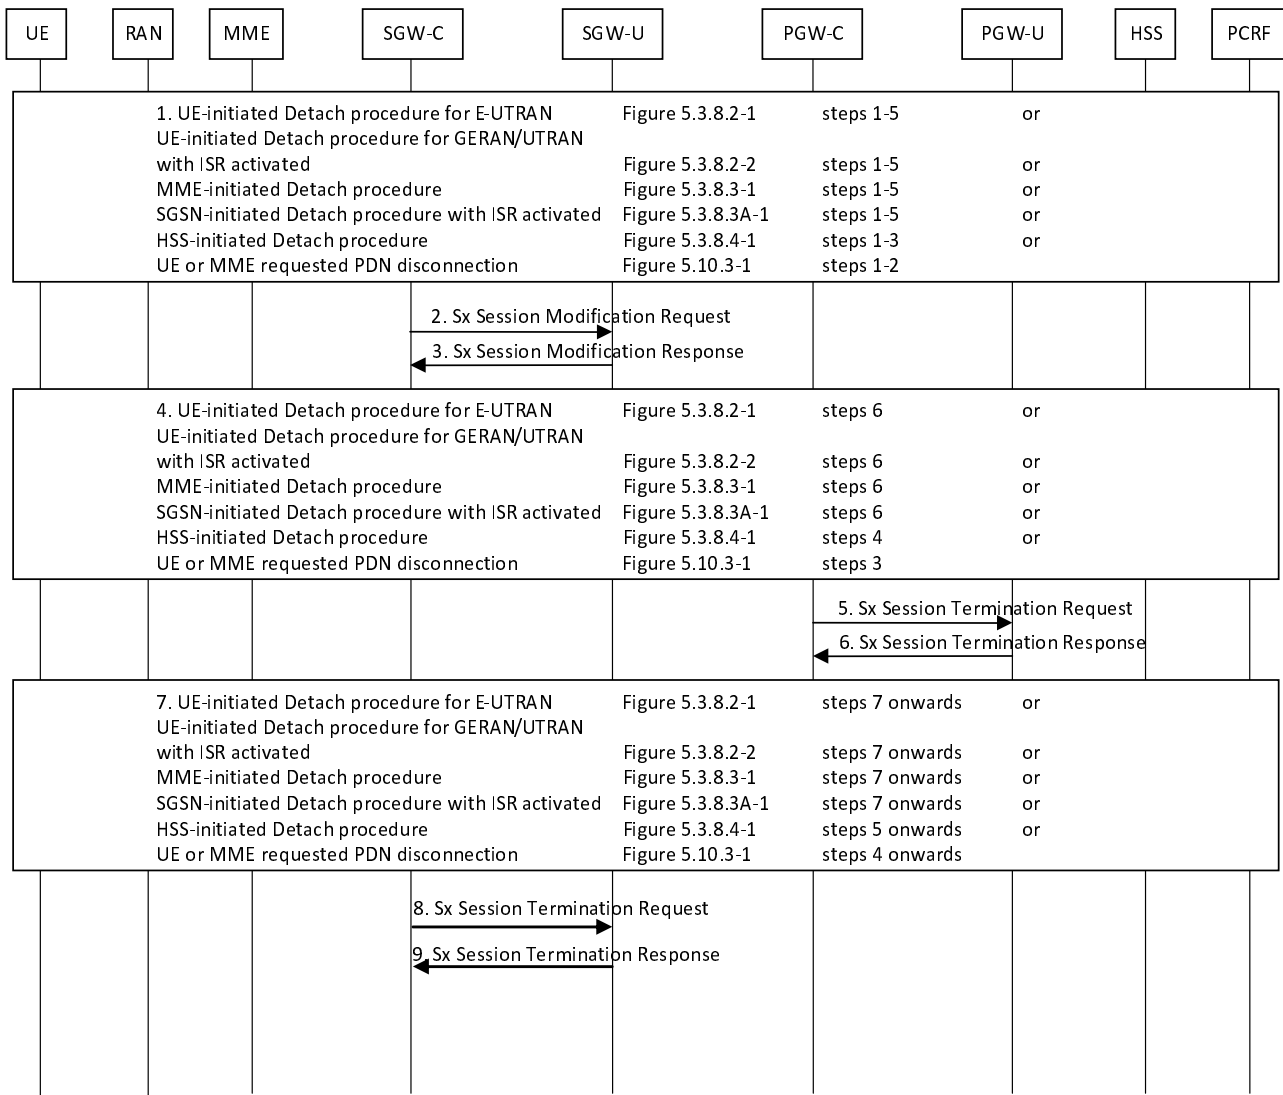 UE RAN MME SGW-C SGW-U PGW-C PGW-U HSS PCRF
1. UE-initiated Detach procedure for E-UTRAN Figure 5.3.8.2-1 steps 1-5 or
UE-initiated Detach procedure for GERAN/UTRAN
with ISR activated Figure 5.3.8.2-2 steps 1-5 or
MME-initiated Detach procedure Figure 5.3.8.3-1 steps 1-5 or
SGSN-initiated Detach procedure with ISR activated Figure 5.3.8.3A-1 steps 1-5 or
HSS-initiated Detach procedure Figure 5.3.8.4-1 steps 1-3 or
UE or MME requested PDN disconnection Figure 5.10.3-1 steps 1-2
2. Sx Session Modification Request
3. Sx Session Modification Response
4. UE-initiated Detach procedure for E-UTRAN Figure 5.3.8.2-1 steps 6 or
UE-initiated Detach procedure for GERAN/UTRAN
with ISR activated Figure 5.3.8.2-2 steps 6 or
MME-initiated Detach procedure Figure 5.3.8.3-1 steps 6 or
SGSN-initiated Detach procedure with ISR activated Figure 5.3.8.3A-1 steps 6 or
HSS-initiated Detach procedure Figure 5.3.8.4-1 steps 4 or
UE or MME requested PDN disconnection Figure 5.10.3-1 steps 3
5. Sx Session Termination Request
6. Sx Session Termination Response
7. UE-initiated Detach procedure for E-UTRAN Figure 5.3.8.2-1 steps 7 onwards or
UE-initiated Detach procedure for GERAN/UTRAN
with ISR activated Figure 5.3.8.2-2 steps 7 onwards or
MME-initiated Detach procedure Figure 5.3.8.3-1 steps 7 onwards or
SGSN-initiated Detach procedure with ISR activated Figure 5.3.8.3A-1 steps 7 onwards or
HSS-initiated Detach procedure Figure 5.3.8.4-1 steps 5 onwards or
UE or MME requested PDN disconnection Figure 5.10.3-1 steps 4 onwards
8. Sx Session Termination Request
9. Sx Session Termination Response